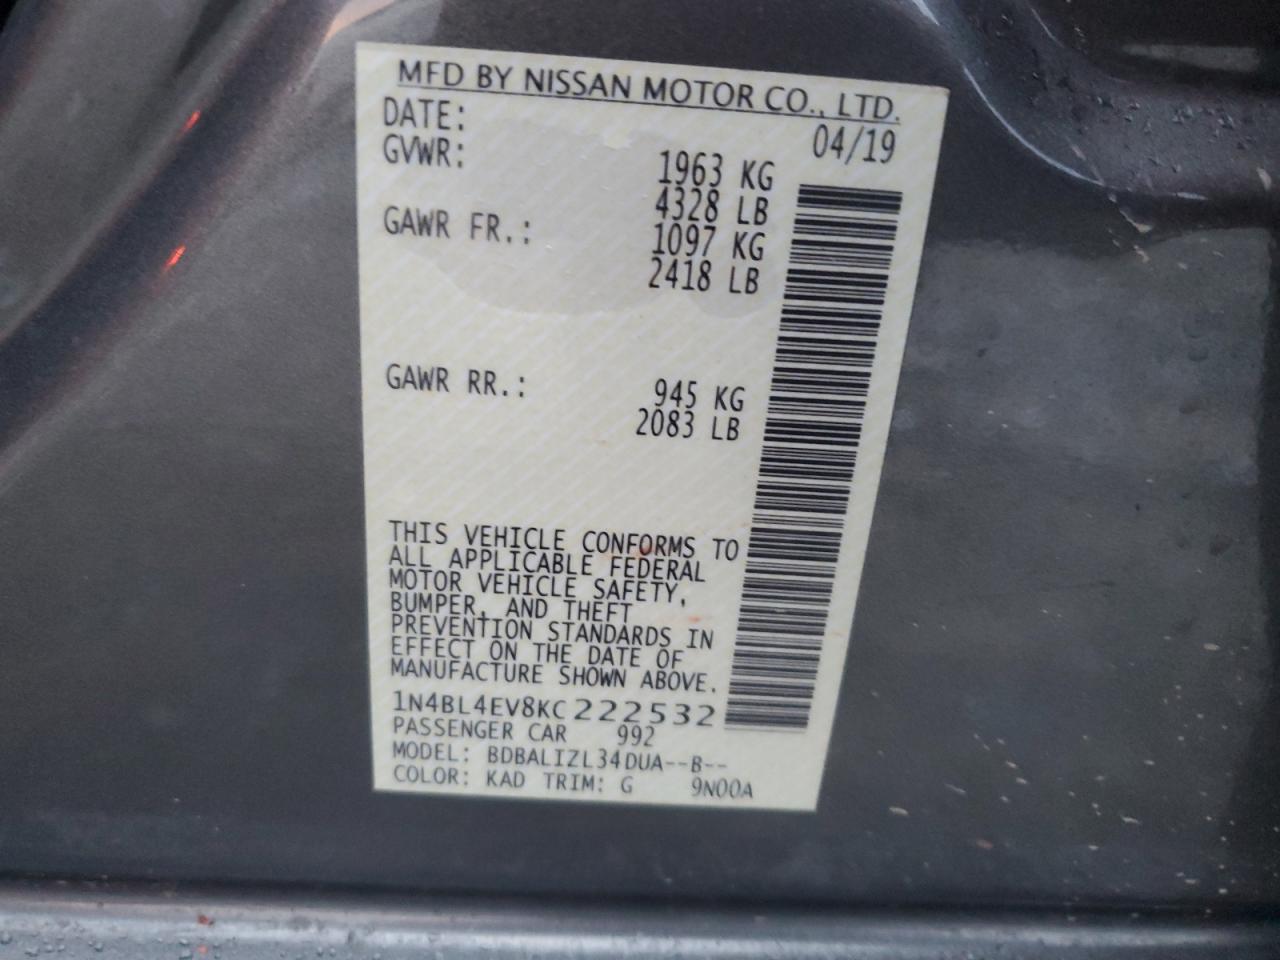 MFD BY NISSAN MOTOR CO., LTD.
DATE: 04/19
GVWR: 1963 KG
4328 LB
GAWR FR.: 1097 KG
2418 LB
GAWR RR.: 945 KG
2083 LB
THIS VEHICLE CONFORMS TO
ALL APPLICABLE FEDERAL
MOTOR VEHICLE SAFETY,
BUMPER, AND THEFT
PREVENTION STANDARDS IN
EFFECT ON THE DATE OF
MANUFACTURE SHOWN ABOVE.
1N4BL4EV8KC222532
PASSENGER CAR 992
MODEL: BDBALIZL34DUA--B--
COLOR: KAD TRIM: G 9N00A